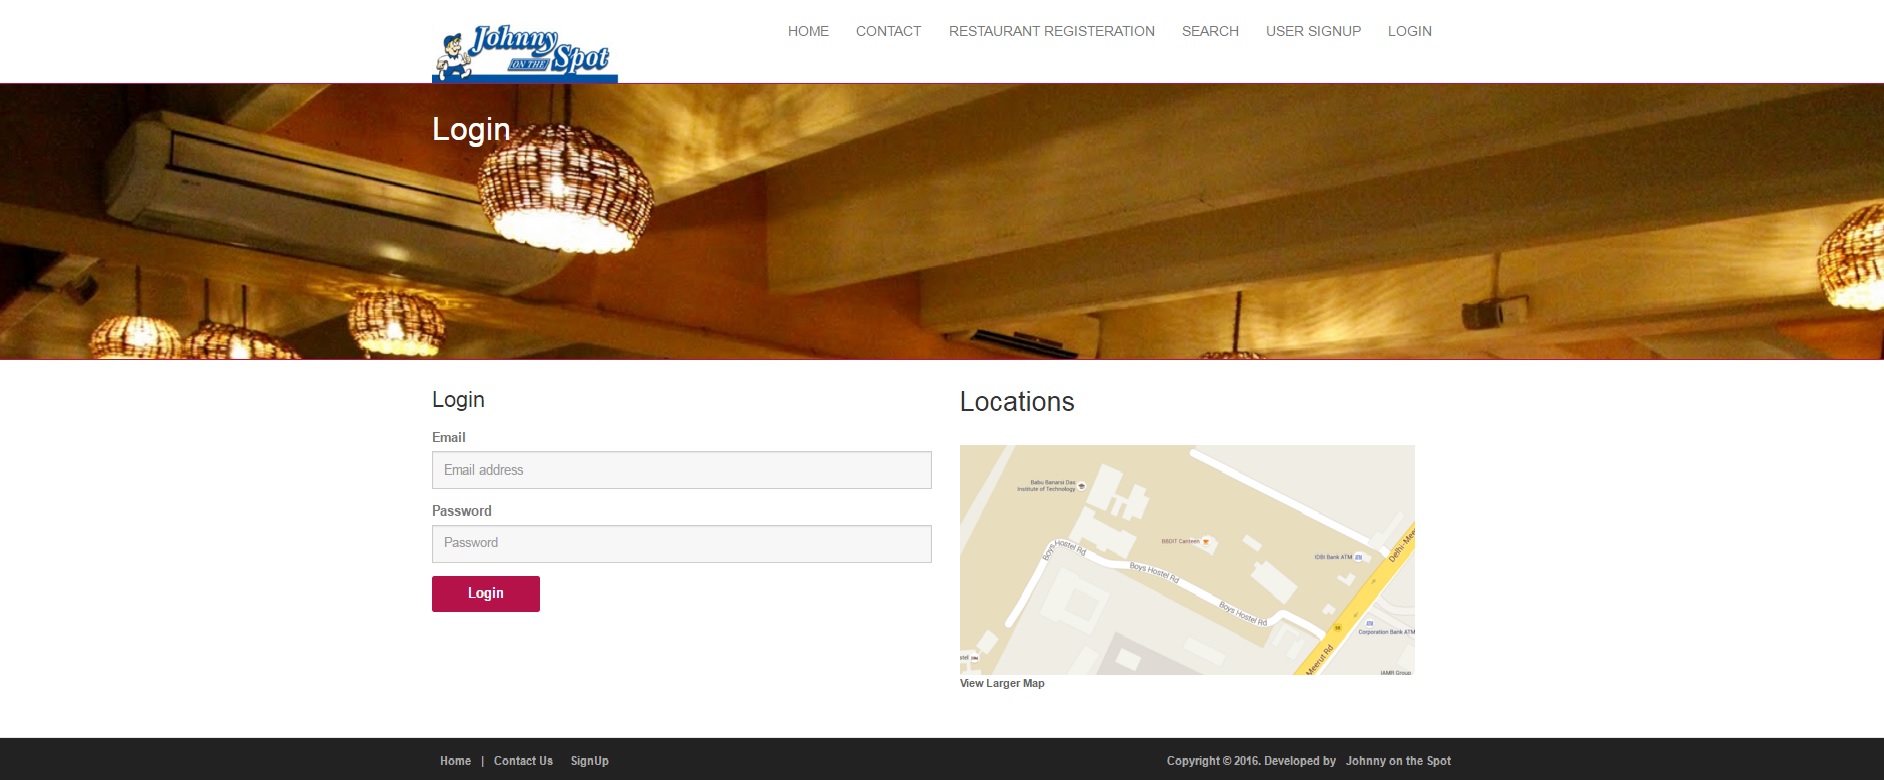 Johnny
ON THE
Spot
HOME CONTACT RESTAURANT REGISTERATION SEARCH USER SIGNUP LOGIN
Login
Login
Email
Email address
Password
Password
Login
Locations
Babu Banarsi Das
Institute of Technology
BBDIT Canteen
IDBI Bank ATM
Delhi-Mee
Boys Hostel Rd
Boys Hostel Rd
Boys Hostel Rd
Corporation Bank ATM
Meerut Rd
IAMR Group
View Larger Map
Home | Contact Us SignUp
Copyright © 2016. Developed by Johnny on the Spot